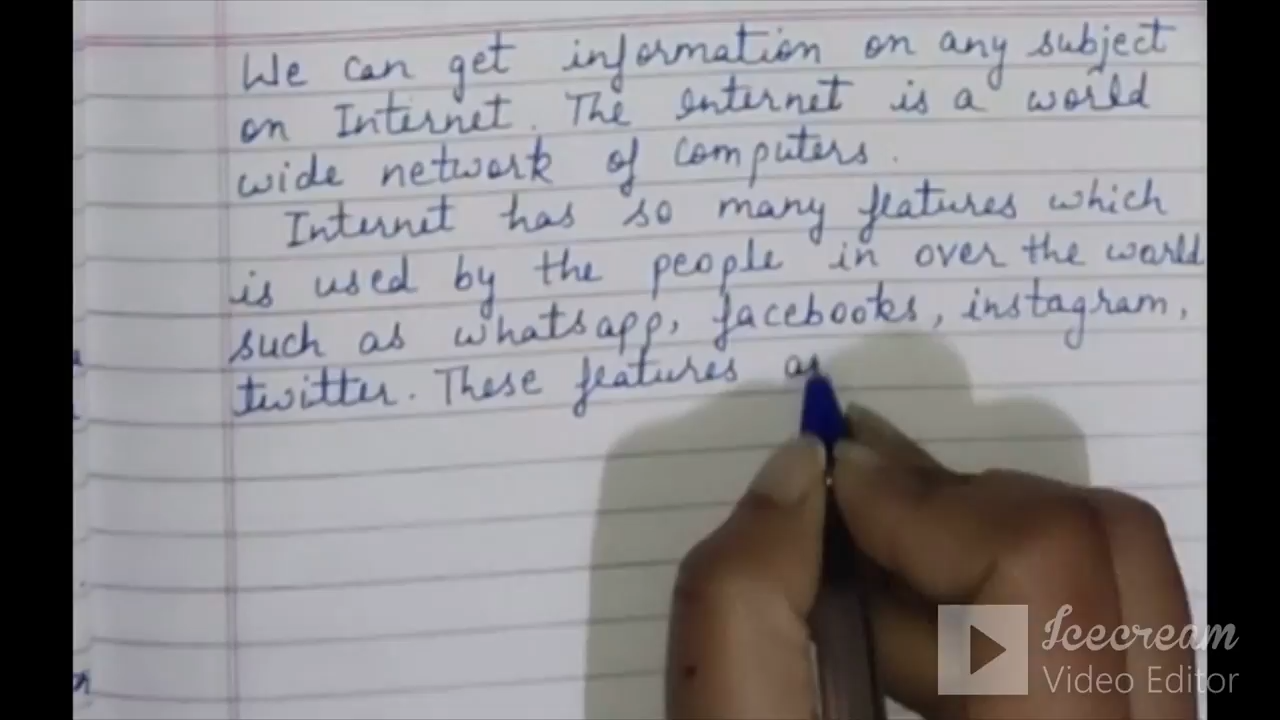 We can get information on any subject
on Internet. The Internet is a world
wide network of computers.
Internet has so many features which
is used by the people in over the world
such as whatsapp, facebooks, instagram,
twitter. These features
Icecream
Video Editor